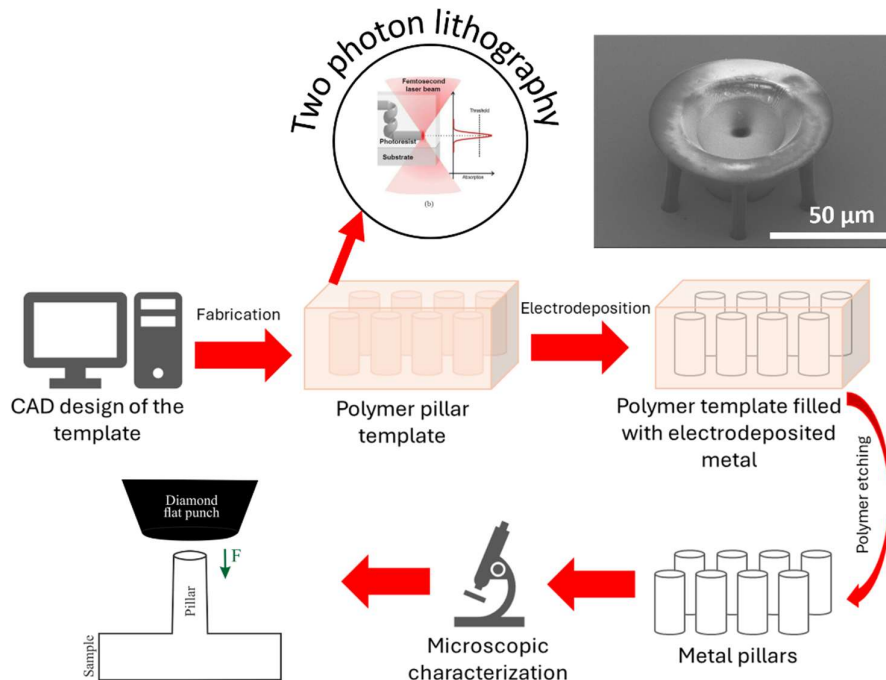 Two photon lithography
Femtosecond
laser beam
Threshold
Photoresist
Substrate
Absorption
(b)
50 μm
Fabrication
Electrodeposition
CAD design of the
template
Polymer pillar
template
Polymer template filled
with electrodeposited
metal
Polymer etching
Diamond
flat punch
F
Pillar
Sample
Microscopic
characterization
Metal pillars